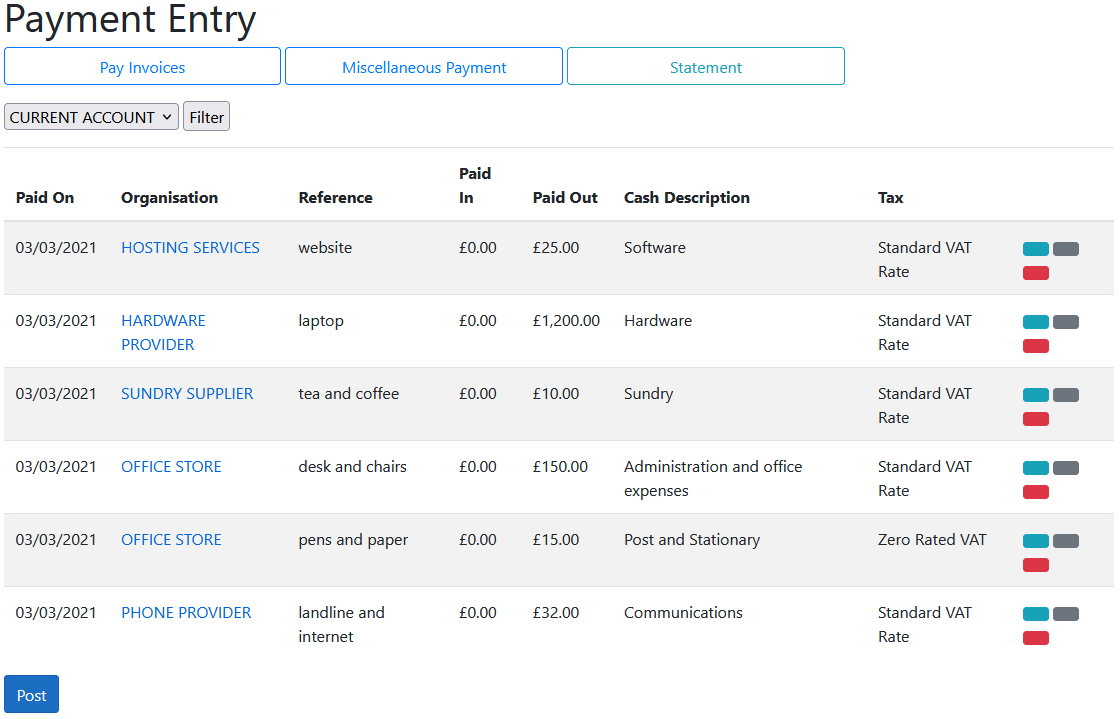 Payment Entry
Pay Invoices Miscellaneous Payment Statement
CURRENT ACCOUNT Filter
Paid On Organisation Reference Paid In Paid Out Cash Description Tax
03/03/2021 HOSTING SERVICES website £0.00 £25.00 Software Standard VAT Rate
03/03/2021 HARDWARE PROVIDER laptop £0.00 £1,200.00 Hardware Standard VAT Rate
03/03/2021 SUNDRY SUPPLIER tea and coffee £0.00 £10.00 Sundry Standard VAT Rate
03/03/2021 OFFICE STORE desk and chairs £0.00 £150.00 Administration and office expenses Standard VAT Rate
03/03/2021 OFFICE STORE pens and paper £0.00 £15.00 Post and Stationary Zero Rated VAT
03/03/2021 PHONE PROVIDER landline and internet £0.00 £32.00 Communications Standard VAT Rate
Post